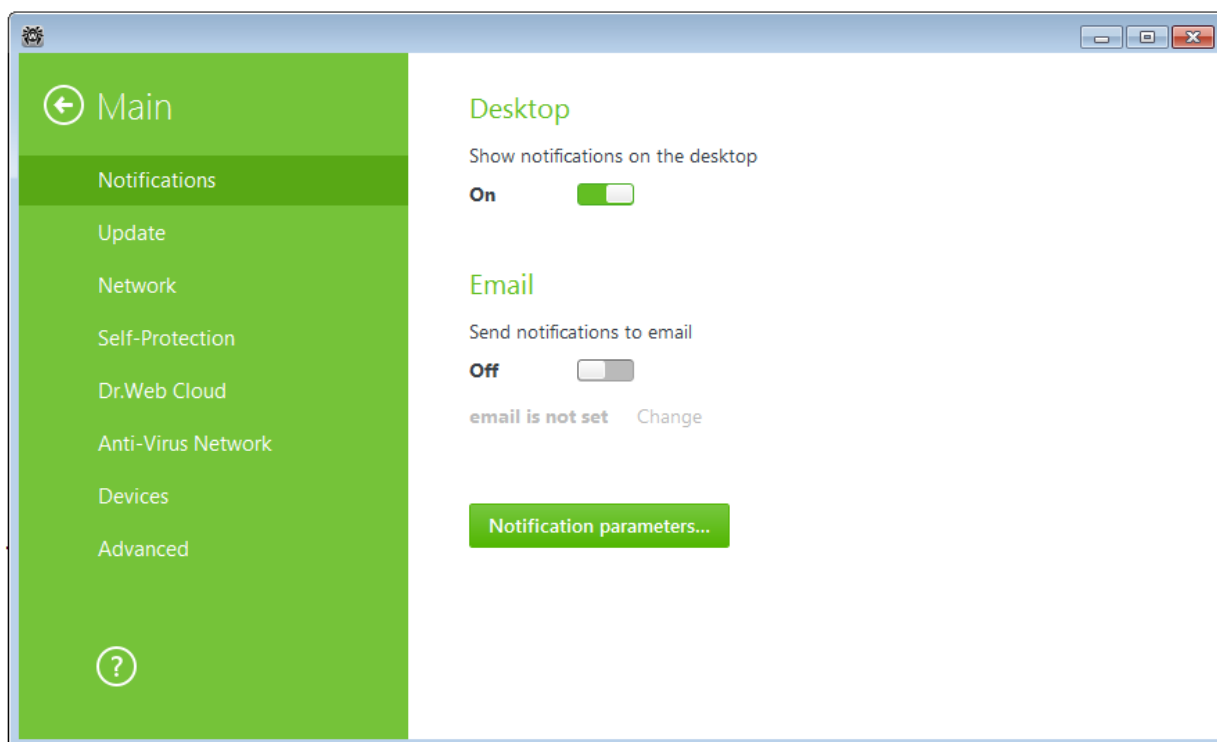 Main
Notifications
Update
Network
Self-Protection
Dr.Web Cloud
Anti-Virus Network
Devices
Advanced
?
Desktop
Show notifications on the desktop
On
Email
Send notifications to email
Off
email is not set Change
Notification parameters...